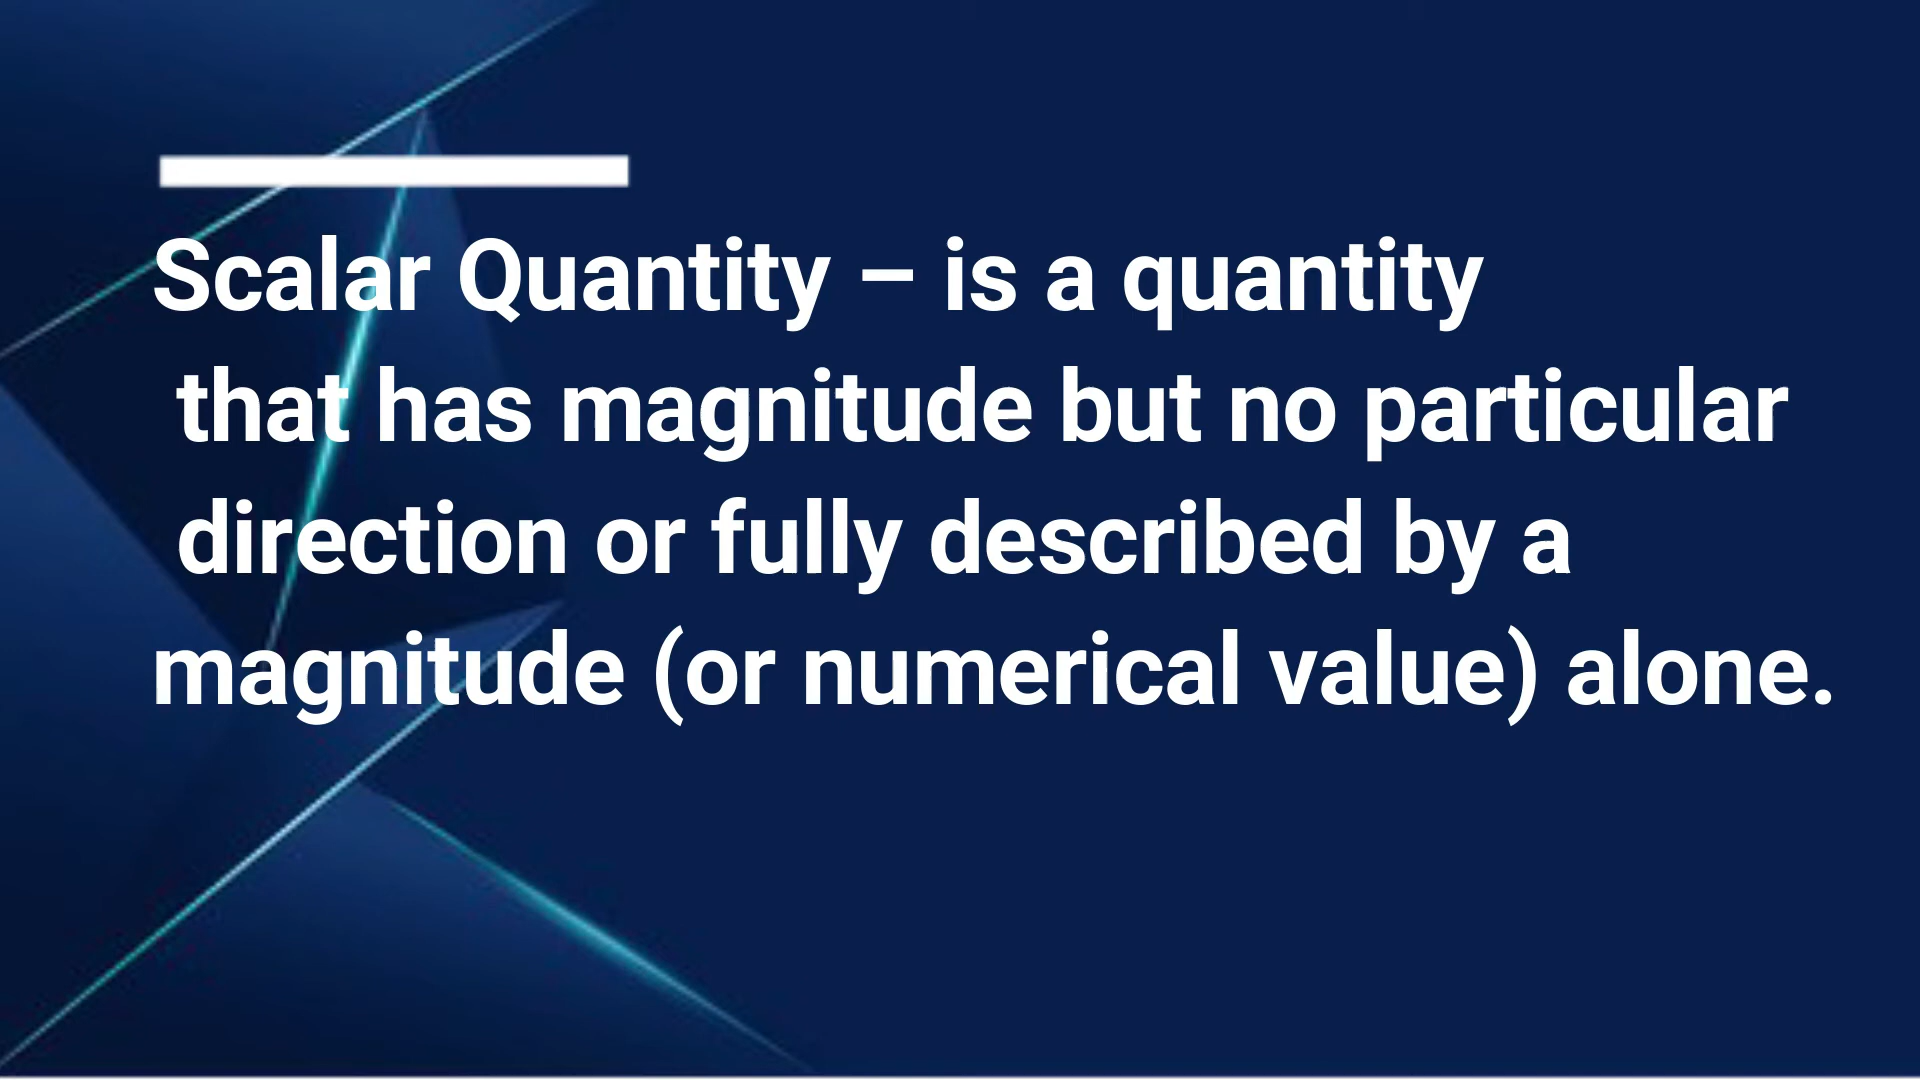 Scalar Quantity – is a quantity
that has magnitude but no particular
direction or fully described by a
magnitude (or numerical value) alone.